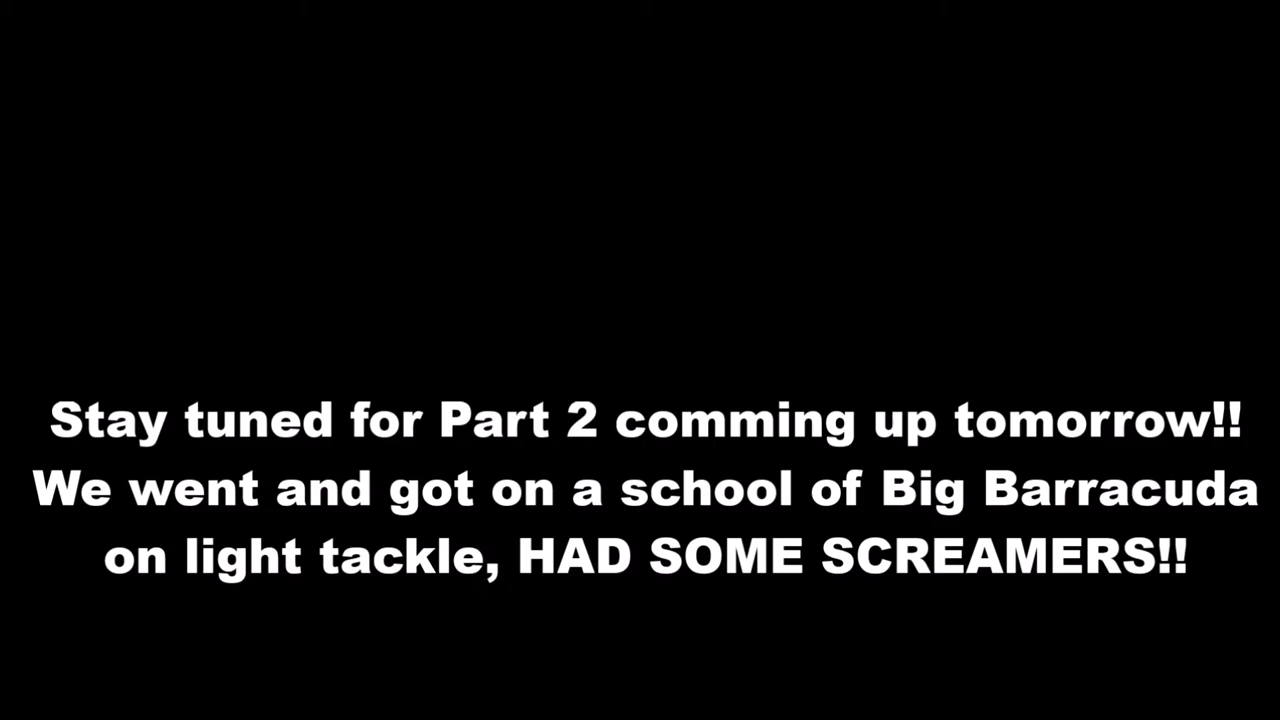 Stay tuned for Part 2 comming up tomorrow!!
We went and got on a school of Big Barracuda
on light tackle, HAD SOME SCREAMERS!!